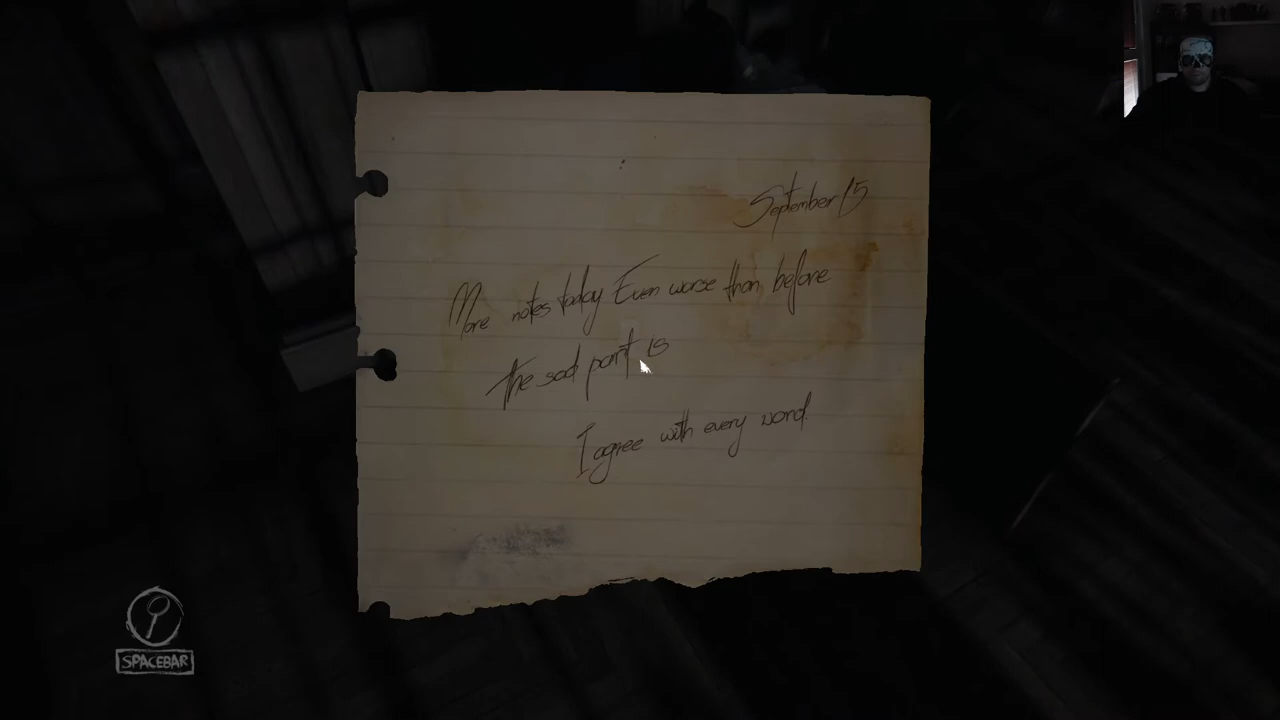 September 15
More notes today Even worse than before
the sad part is
I agree with every word.
SPACEBAR